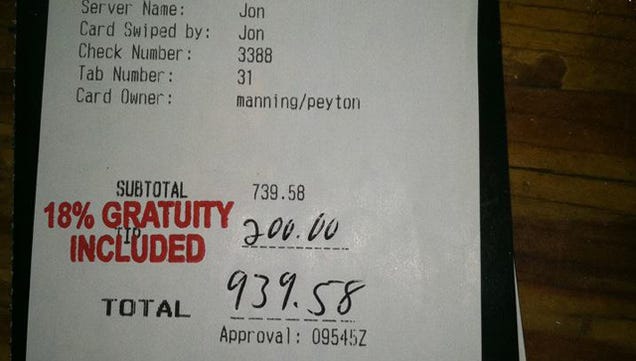 Server Name: Jon
Card Swiped by: Jon
Check Number: 3388
Tab Number: 31
Card Owner: manning/peyton
SUBTOTAL 739.58
18% GRATUITY
TIP 200.00
INCLUDED
TOTAL 939.58
Approval: 09545Z